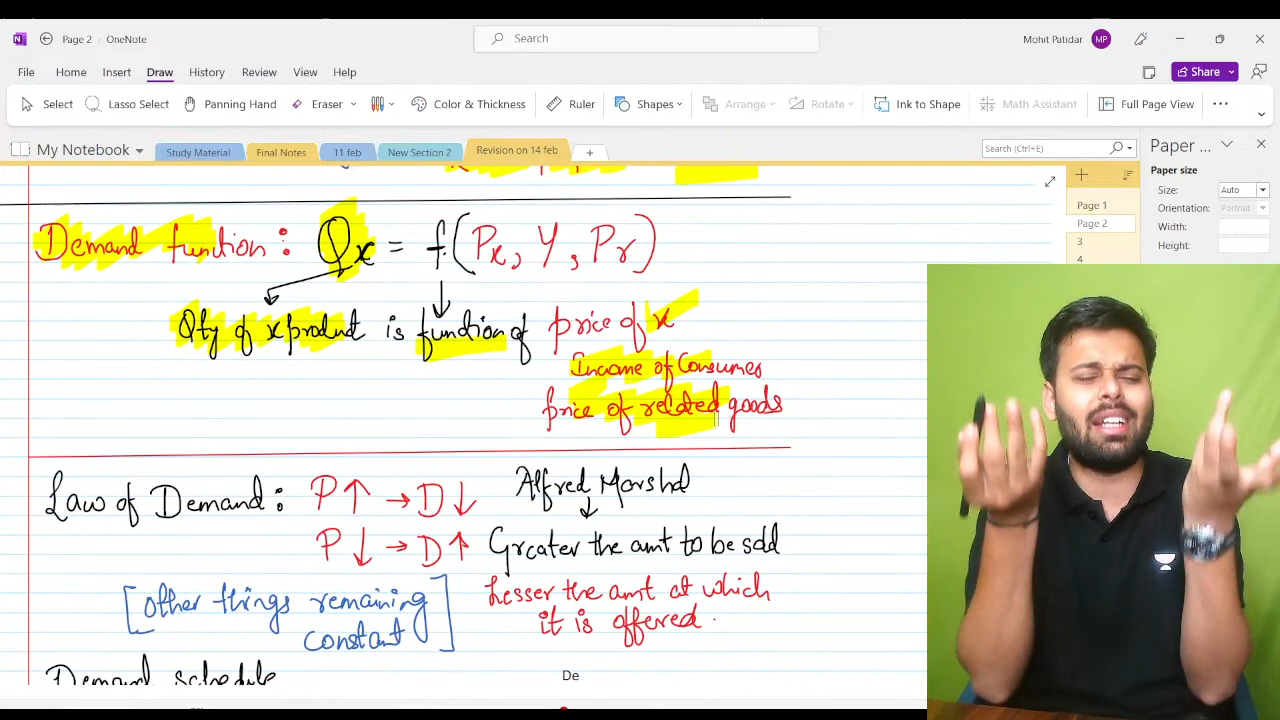 Page 2 - OneNote
Search
Mohit Patidar MP
File Home Insert Draw History Review View Help
Share
Select Lasso Select Panning Hand Eraser Color & Thickness Ruler Shapes Arrange Rotate Ink to Shape Math Assistant Full Page View
My Notebook Study Material Final Notes 11 feb New Section 2 Revision on 14 feb + Search (Ctrl+E)
Paper ...
Paper size
Size: Auto
Orientation: Portrait
Width:
Height:
Page 1
Page 2
3
4
Demand function: Qx = f(Px, Y, Pr)
Qty of x product is function of price of x
Income of Consumes
price of related goods
Law of Demand: P↑ → D↓ Alfred Marshd
P↓ → D↑ Greater the amt to be sold
[other things remaining constant] Lesser the amt at which
it is offered.
Demand schedule
De